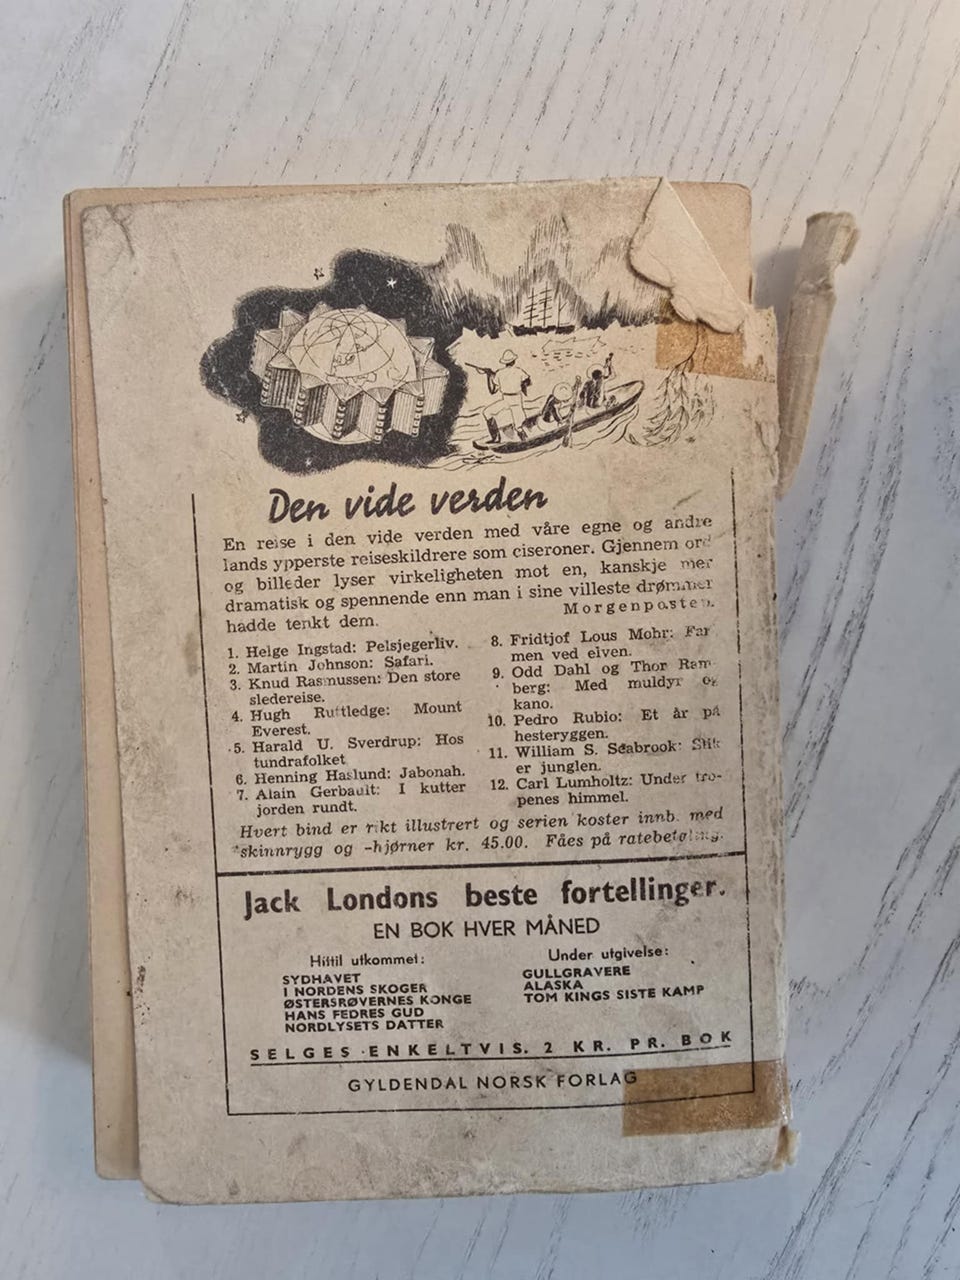 Den vide verden
En reise i den vide verden med våre egne og andre
lands ypperste reiseskildrere som ciseroner. Gjennem ord
og billeder lyser virkeligheten mot en, kanskje mer
dramatisk og spennende enn man i sine villeste drømmer
hadde tenkt dem.
Morgenposten.
1. Helge Ingstad: Pelsjegerliv.
2. Martin Johnson: Safari.
3. Knud Rasmussen: Den store
sledereise.
4. Hugh Ruttledge: Mount
Everest.
5. Harald U. Sverdrup: Hos
tundrafolket
6. Henning Haslund: Jabonah.
7. Alain Gerbault: I kutter
jorden rundt.
8. Fridtjof Lous Mohr: Far
men ved elven.
9. Odd Dahl og Thor Ram
berg: Med muldyr og
kano.
10. Pedro Rubio: Et år på
hesteryggen.
11. William S. Seabrook: Slik
er junglen.
12. Carl Lumholtz: Under tro-
penes himmel.
Hvert bind er rikt illustrert og serien koster innb. med
skinnrygg og -hjørner kr. 45.00. Fåes på ratebetaling.
Jack Londons beste fortellinger.
EN BOK HVER MÅNED
Hittil utkommet:
SYDHAVET
I NORDENS SKOGER
ØSTERSRØVERNES KONGE
HANS FEDRES GUD
NORDLYSETS DATTER
Under utgivelse:
GULLGRAVERE
ALASKA
TOM KINGS SISTE KAMP
SELGES ENKELTVIS. 2 KR. PR. BOK
GYLDENDAL NORSK FORLAG